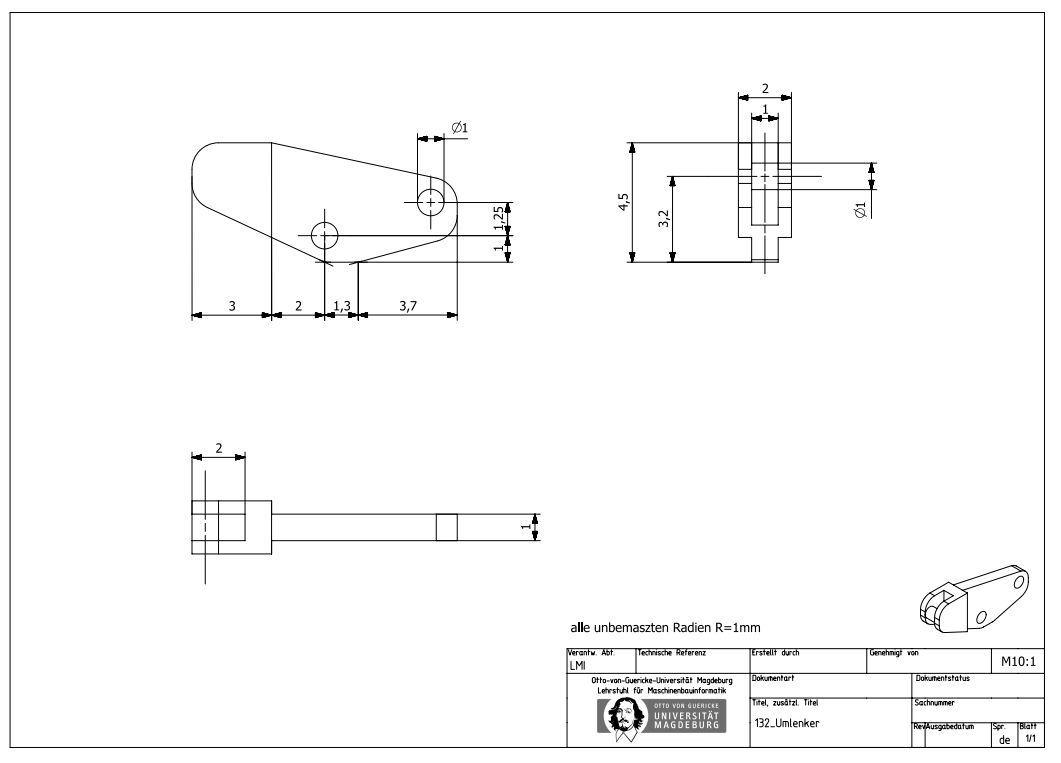 2
1
∅1
4,5
3,2
∅1
1,25
1
3
2
1,3
3,7
2
1
alle unbemaszten Radien R=1mm
Verantw. Abt.
Technische Referenz
Erstellt durch
Genehmigt von
LMI
M10:1
Otto-von-Guericke-Universität Magdeburg
Lehrstuhl für Maschinenbauinformatik
Dokumentart
Dokumentstatus
OTTO VON GUERICKE
UNIVERSITÄT
MAGDEBURG
Titel, zusätzl. Titel
132_Umlenker
Sachnummer
Rev
Ausgabedatum
Spr.
de
Blatt
1/1